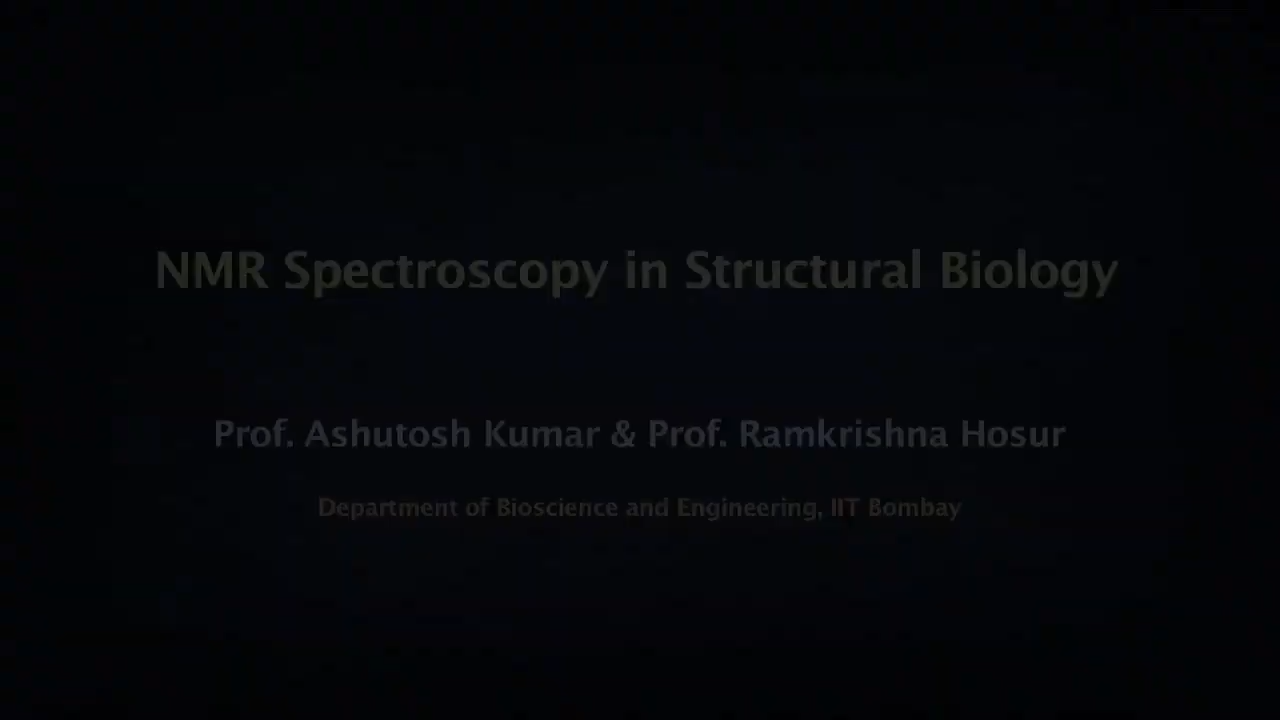 NMR Spectroscopy in Structural Biology
Prof. Ashutosh Kumar & Prof. Ramkrishna Hosur
Department of Bioscience and Engineering, IIT Bombay